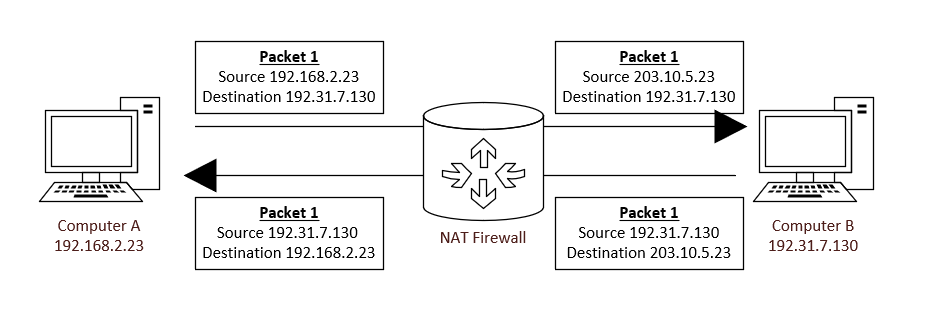 Packet 1
Source 192.168.2.23
Destination 192.31.7.130
Packet 1
Source 203.10.5.23
Destination 192.31.7.130
Packet 1
Source 192.31.7.130
Destination 192.168.2.23
Packet 1
Source 192.31.7.130
Destination 203.10.5.23
Computer A
192.168.2.23
NAT Firewall
Computer B
192.31.7.130